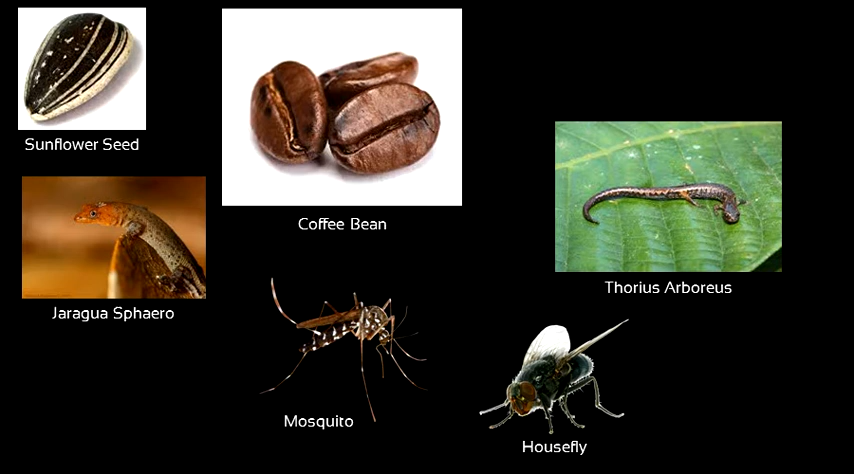 Sunflower Seed
Coffee Bean
Jaragua Sphaero
Thorius Arboreus
Mosquito
Housefly